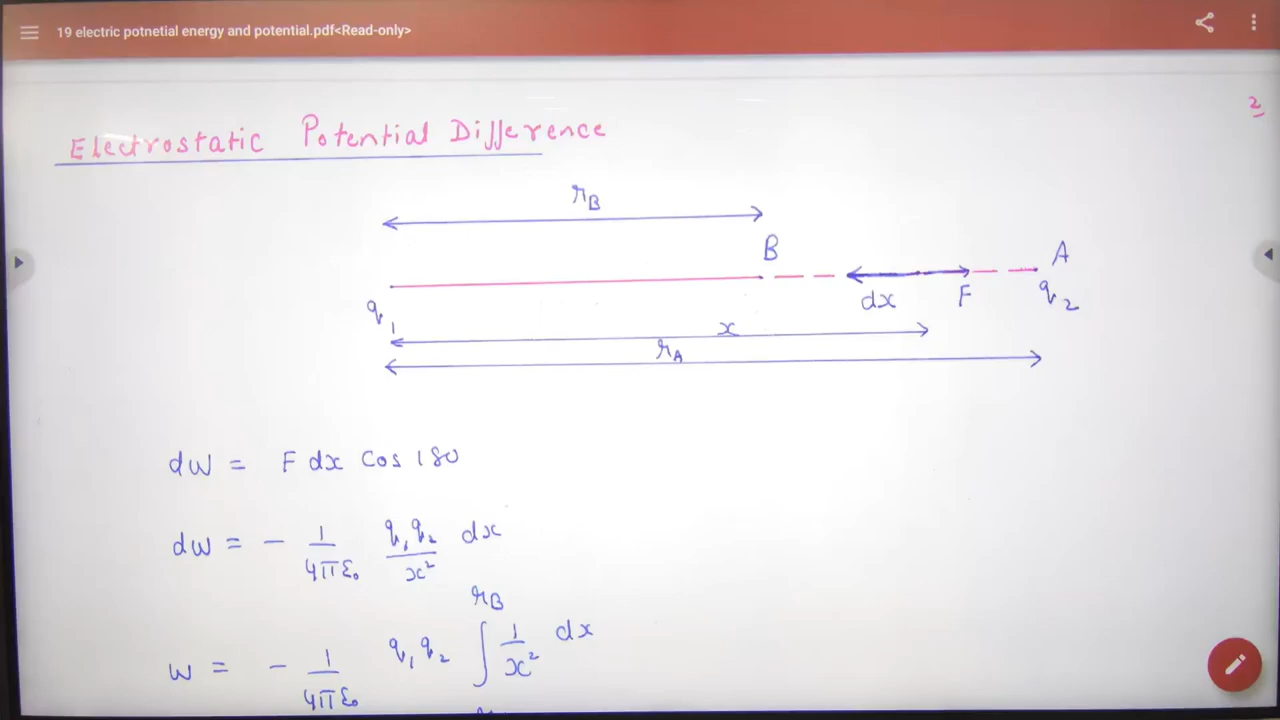 19 electric potnetial energy and potential.pdf<Read-only>
2
Electrostatic Potential Difference
r_B
B
A
q_1
dx
F
q_2
x
r_A
dw = F dx Cos 180
dw = - 1/(4πε₀) q₁q₂/x² dx
w = - 1/(4πε₀) q₁q₂ ∫^{r_B} 1/x² dx